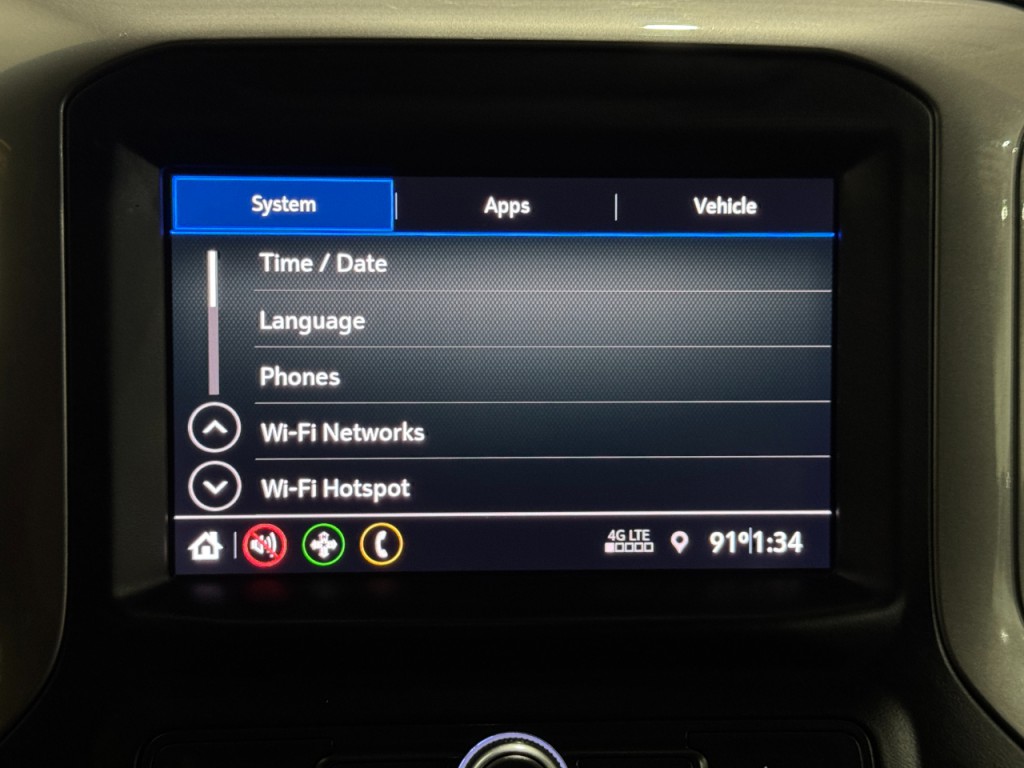 System Apps Vehicle
Time / Date
Language
Phones
Wi-Fi Networks
Wi-Fi Hotspot
4G LTE
91° 1:34